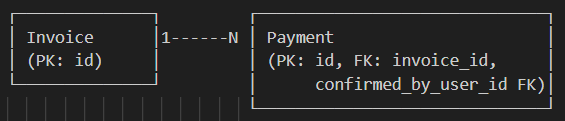 Invoice 1------N Payment
(PK: id) (PK: id, FK: invoice_id,
confirmed_by_user_id FK)